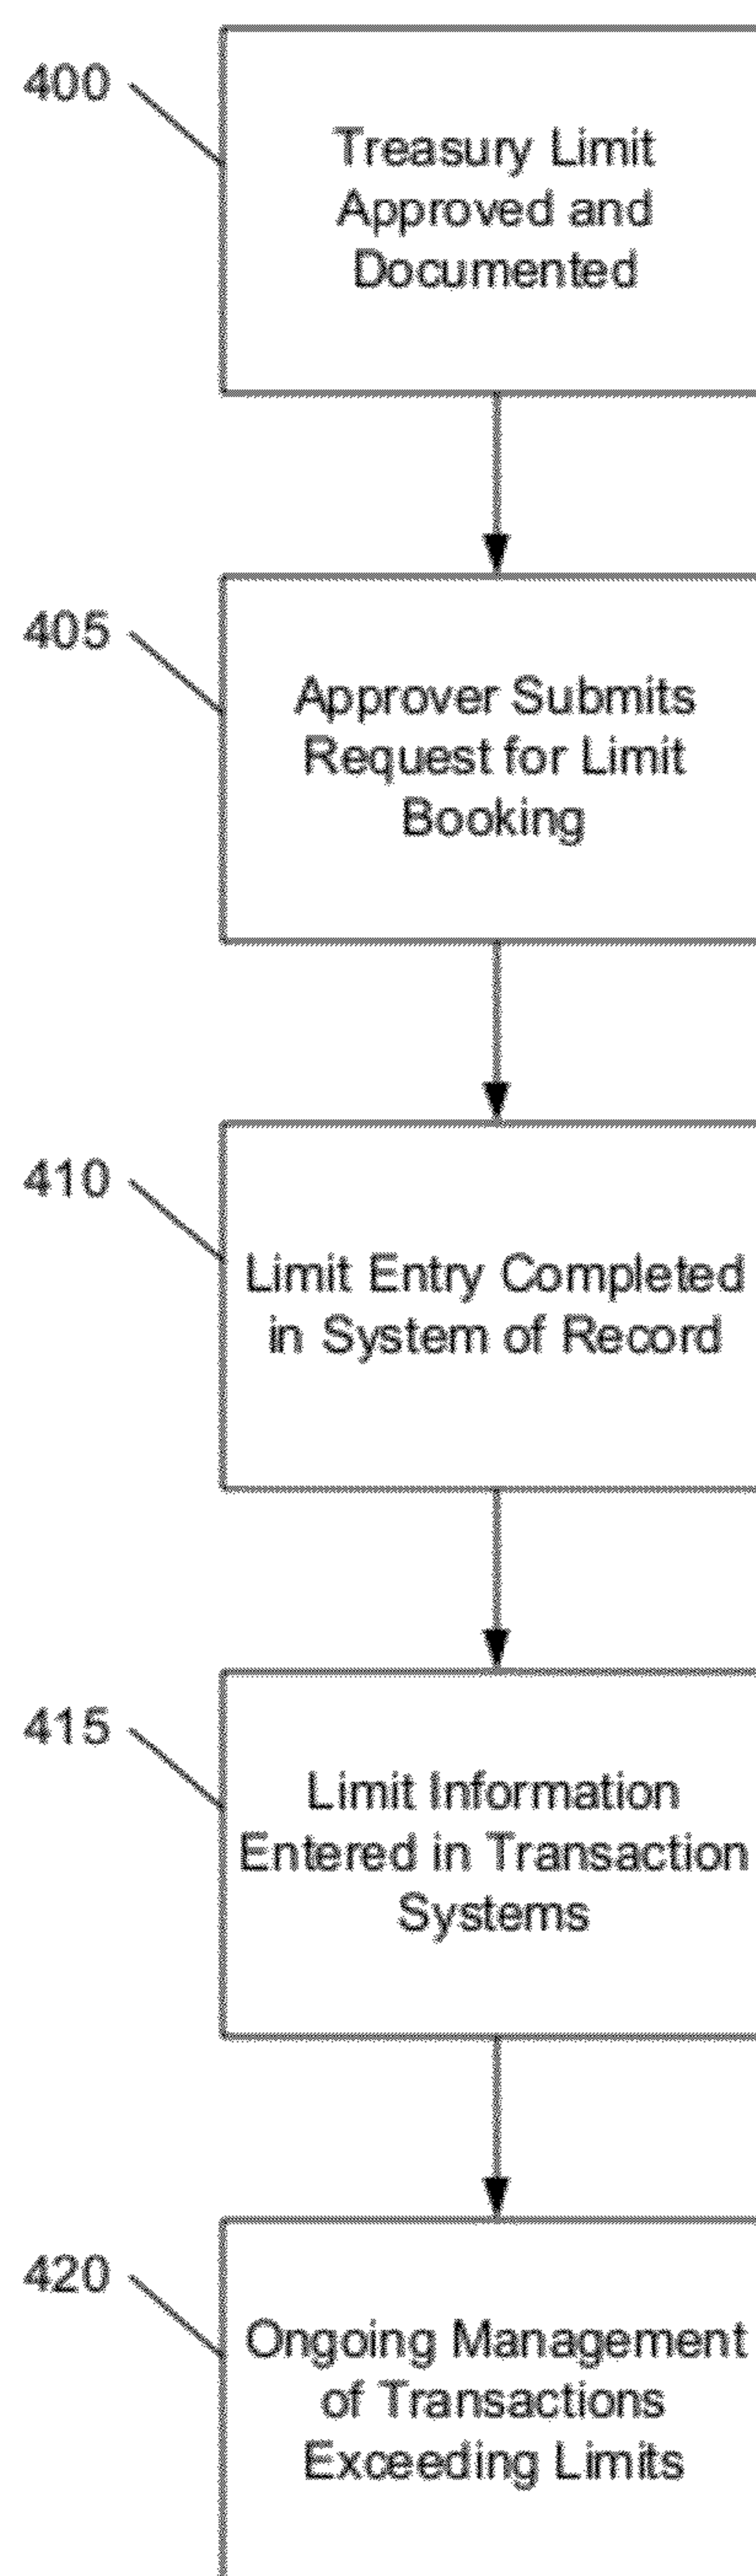 400
Treasury Limit
Approved and
Documented
405
Approver Submits
Request for Limit
Booking
410
Limit Entry Completed
in System of Record
415
Limit Information
Entered in Transaction
Systems
420
Ongoing Management
of Transactions
Exceeding Limits